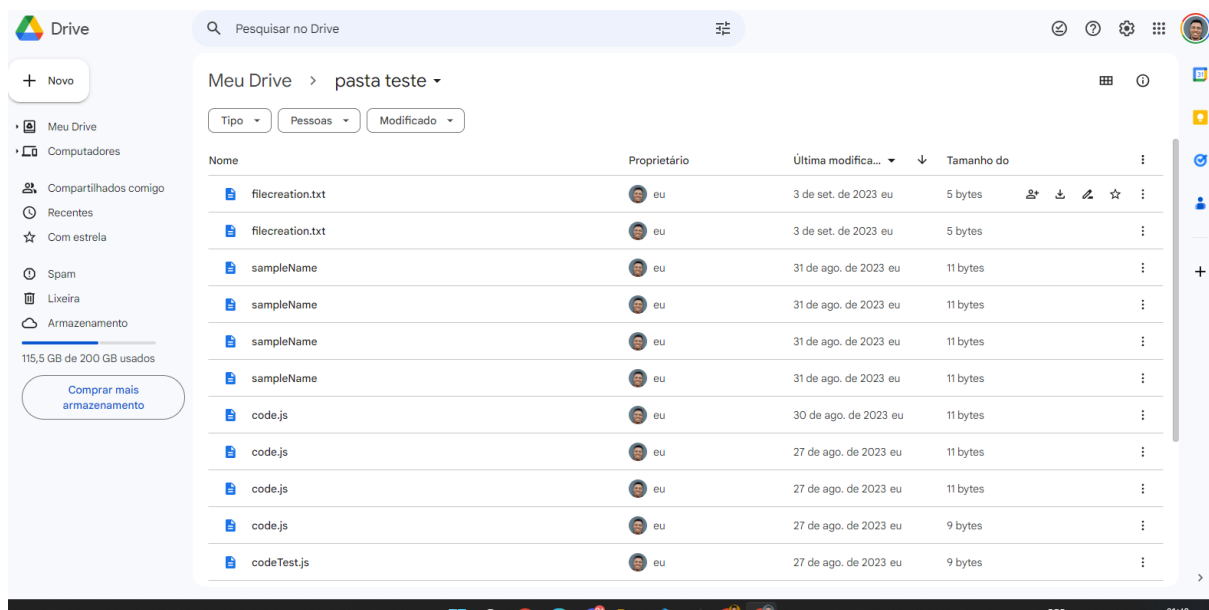 Drive
Pesquisar no Drive
Novo
Meu Drive
Computadores
Compartilhados comigo
Recentes
Com estrela
Spam
Lixeira
Armazenamento
115,5 GB de 200 GB usados
Comprar mais
armazenamento
Meu Drive > pasta teste
Tipo Pessoas Modificado
Nome Proprietário Última modifica... Tamanho do
filecreation.txt eu 3 de set. de 2023 eu 5 bytes
filecreation.txt eu 3 de set. de 2023 eu 5 bytes
sampleName eu 31 de ago. de 2023 eu 11 bytes
sampleName eu 31 de ago. de 2023 eu 11 bytes
sampleName eu 31 de ago. de 2023 eu 11 bytes
sampleName eu 31 de ago. de 2023 eu 11 bytes
code.js eu 30 de ago. de 2023 eu 11 bytes
code.js eu 27 de ago. de 2023 eu 11 bytes
code.js eu 27 de ago. de 2023 eu 11 bytes
code.js eu 27 de ago. de 2023 eu 9 bytes
codeTest.js eu 27 de ago. de 2023 eu 9 bytes
31